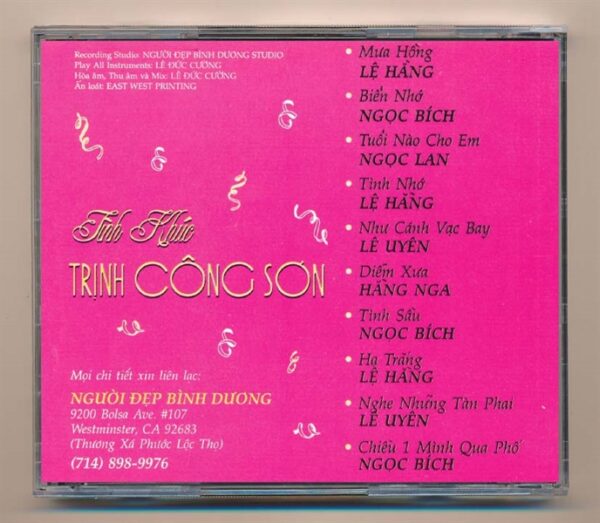 Recording Studio: NGƯỜI ĐẸP BÌNH DƯƠNG STUDIO
Play All Instruments: LÊ ĐỨC CƯỜNG
Hòa âm, Thu âm và Mix: LÊ ĐỨC CƯỜNG
Ấn loát: EAST WEST PRINTING
Tình Khúc
TRỊNH CÔNG SƠN
Mọi chi tiết xin liên lạc:
NGƯỜI ĐẸP BÌNH DƯƠNG
9200 Bolsa Ave. #107
Westminster, CA 92683
(Thương Xá Phước Lộc Thọ)
(714) 898-9976
• Mưa Hồng
LỆ HẰNG
• Biển Nhớ
NGỌC BÍCH
• Tuổi Nào Cho Em
NGỌC LAN
• Tình Nhớ
LỆ HẰNG
• Như Cánh Vạc Bay
LÊ UYÊN
• Diễm Xưa
HẰNG NGA
• Tình Sầu
NGỌC BÍCH
• Hạ Trắng
LỆ HẰNG
• Nghe Những Tàn Phai
LÊ UYÊN
• Chiều 1 Mình Qua Phố
NGỌC BÍCH